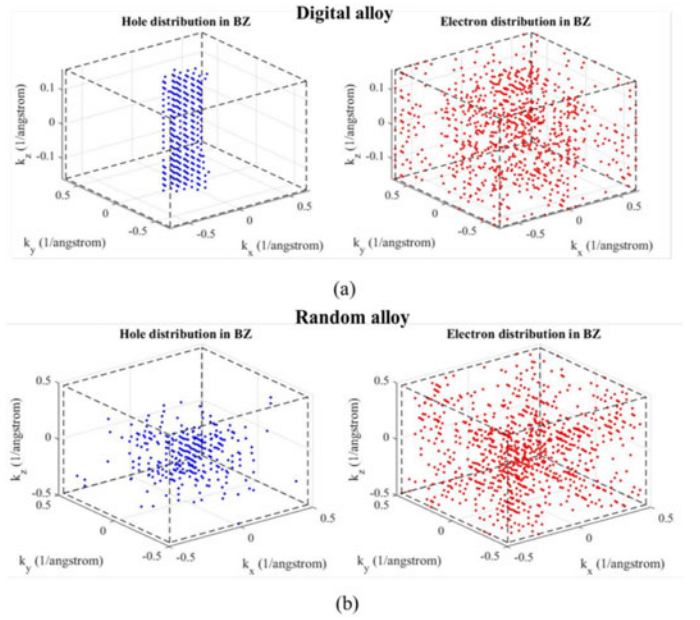 Digital alloy
Hole distribution in BZ
Electron distribution in BZ
0.1
0
-0.1
k_z (1/angstrom)
0.5
0
-0.5
k_y (1/angstrom)
-0.5
0
0.5
k_x (1/angstrom)
0.1
0
-0.1
k_z (1/angstrom)
0.5
0
-0.5
k_y (1/angstrom)
-0.5
0
0.5
k_x (1/angstrom)
(a)
Random alloy
Hole distribution in BZ
Electron distribution in BZ
0.5
0
-0.5
k_z (1/angstrom)
0.5
0
-0.5
k_y (1/angstrom)
-0.5
0
0.5
k_x (1/angstrom)
0.5
0
-0.5
k_z (1/angstrom)
0.5
0
-0.5
k_y (1/angstrom)
-0.5
0
0.5
k_x (1/angstrom)
(b)